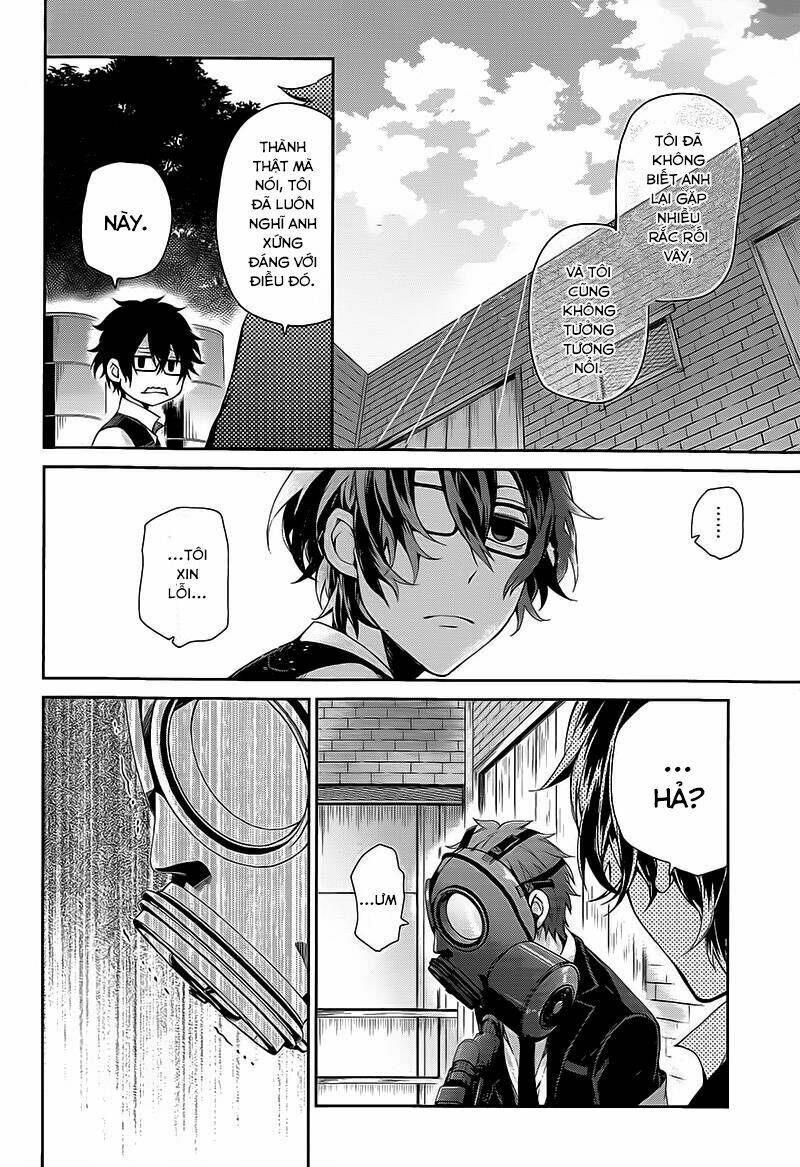 TÔI ĐÃ
KHÔNG
BIẾT ANH
LẠI GẶP
NHIỀU
RẮC RỐI
VẬY,
VÀ TÔI
CŨNG
KHÔNG
TƯỞNG
TƯỢNG
NỔI.
THÀNH
THẬT MÀ
NÓI, TÔI
ĐÃ LUÔN
NGHĨ ANH
XỨNG
ĐÁNG VỚI
ĐIỀU ĐÓ.
NÀY.
......
...TÔI
XIN
LỖI...
...
HẢ?
...ƯM